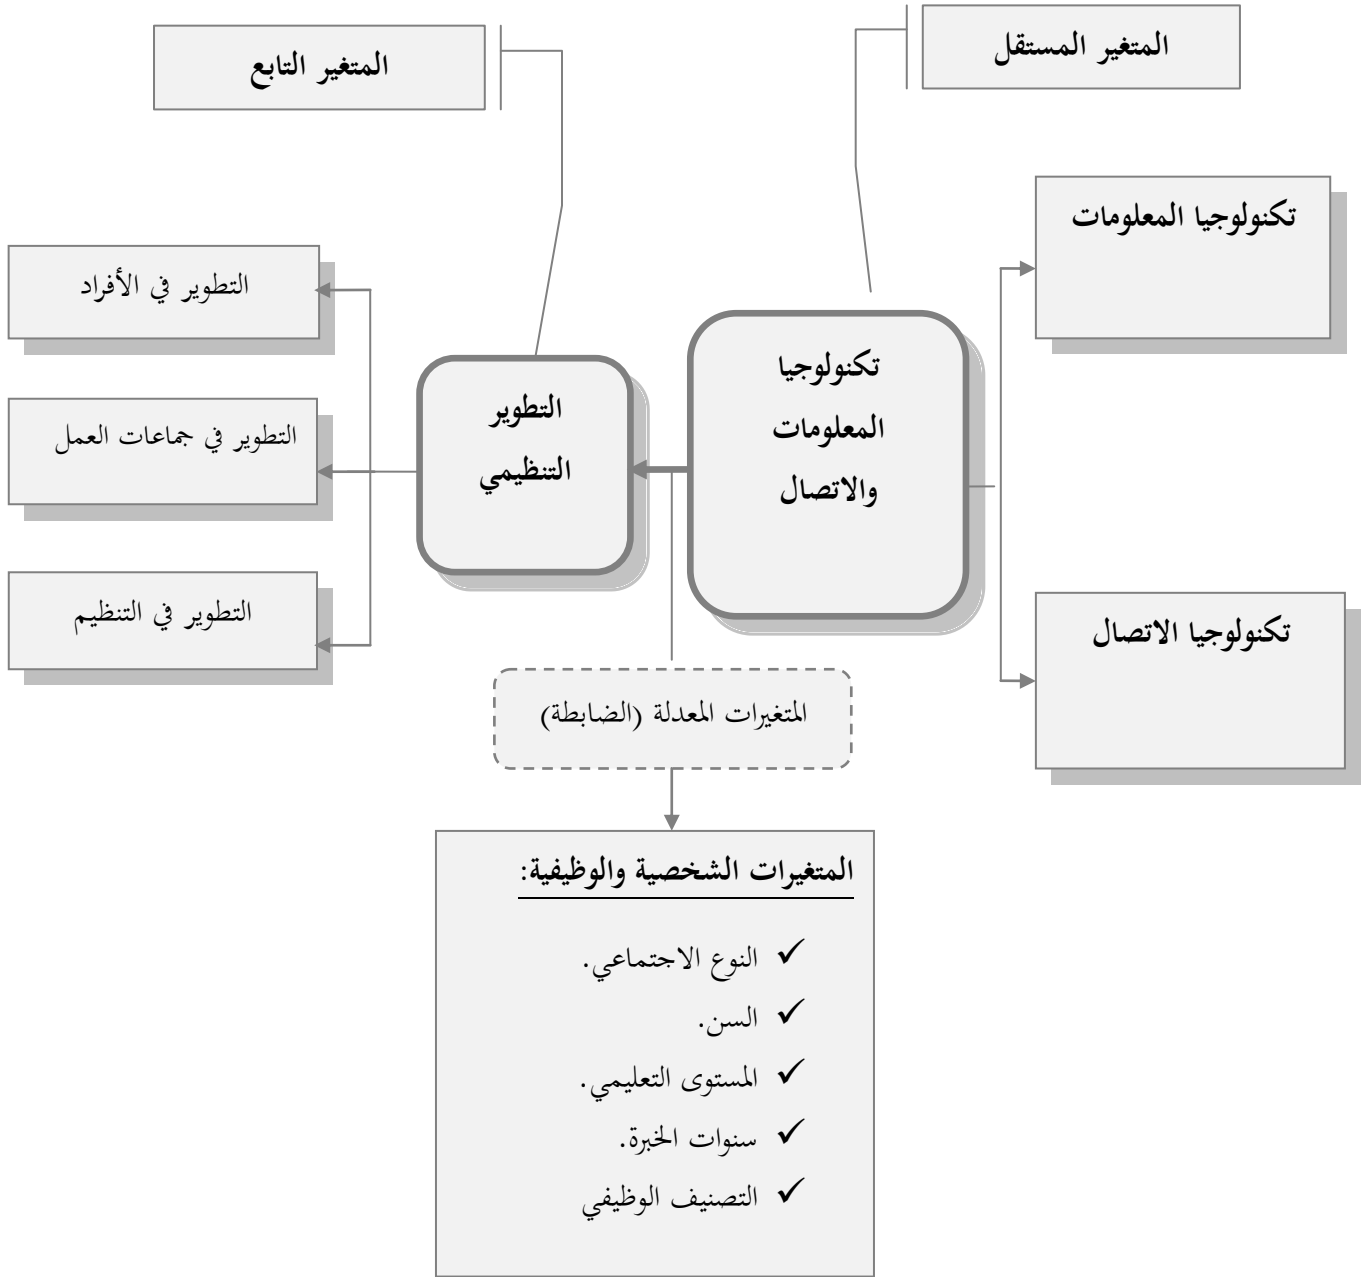 المتغير المستقل
المتغير التابع
تكنولوجيا المعلومات
تكنولوجيا
المعلومات
والاتصال
تكنولوجيا الاتصال
التطوير
التنظيمي
التطوير في الأفراد
التطوير في جماعات العمل
التطوير في التنظيم
المتغيرات المعدلة (الضابطة)
المتغيرات الشخصية والوظيفية:
✓ النوع الاجتماعي.
✓ السن.
✓ المستوى التعليمي.
✓ سنوات الخبرة.
✓ التصنيف الوظيفي